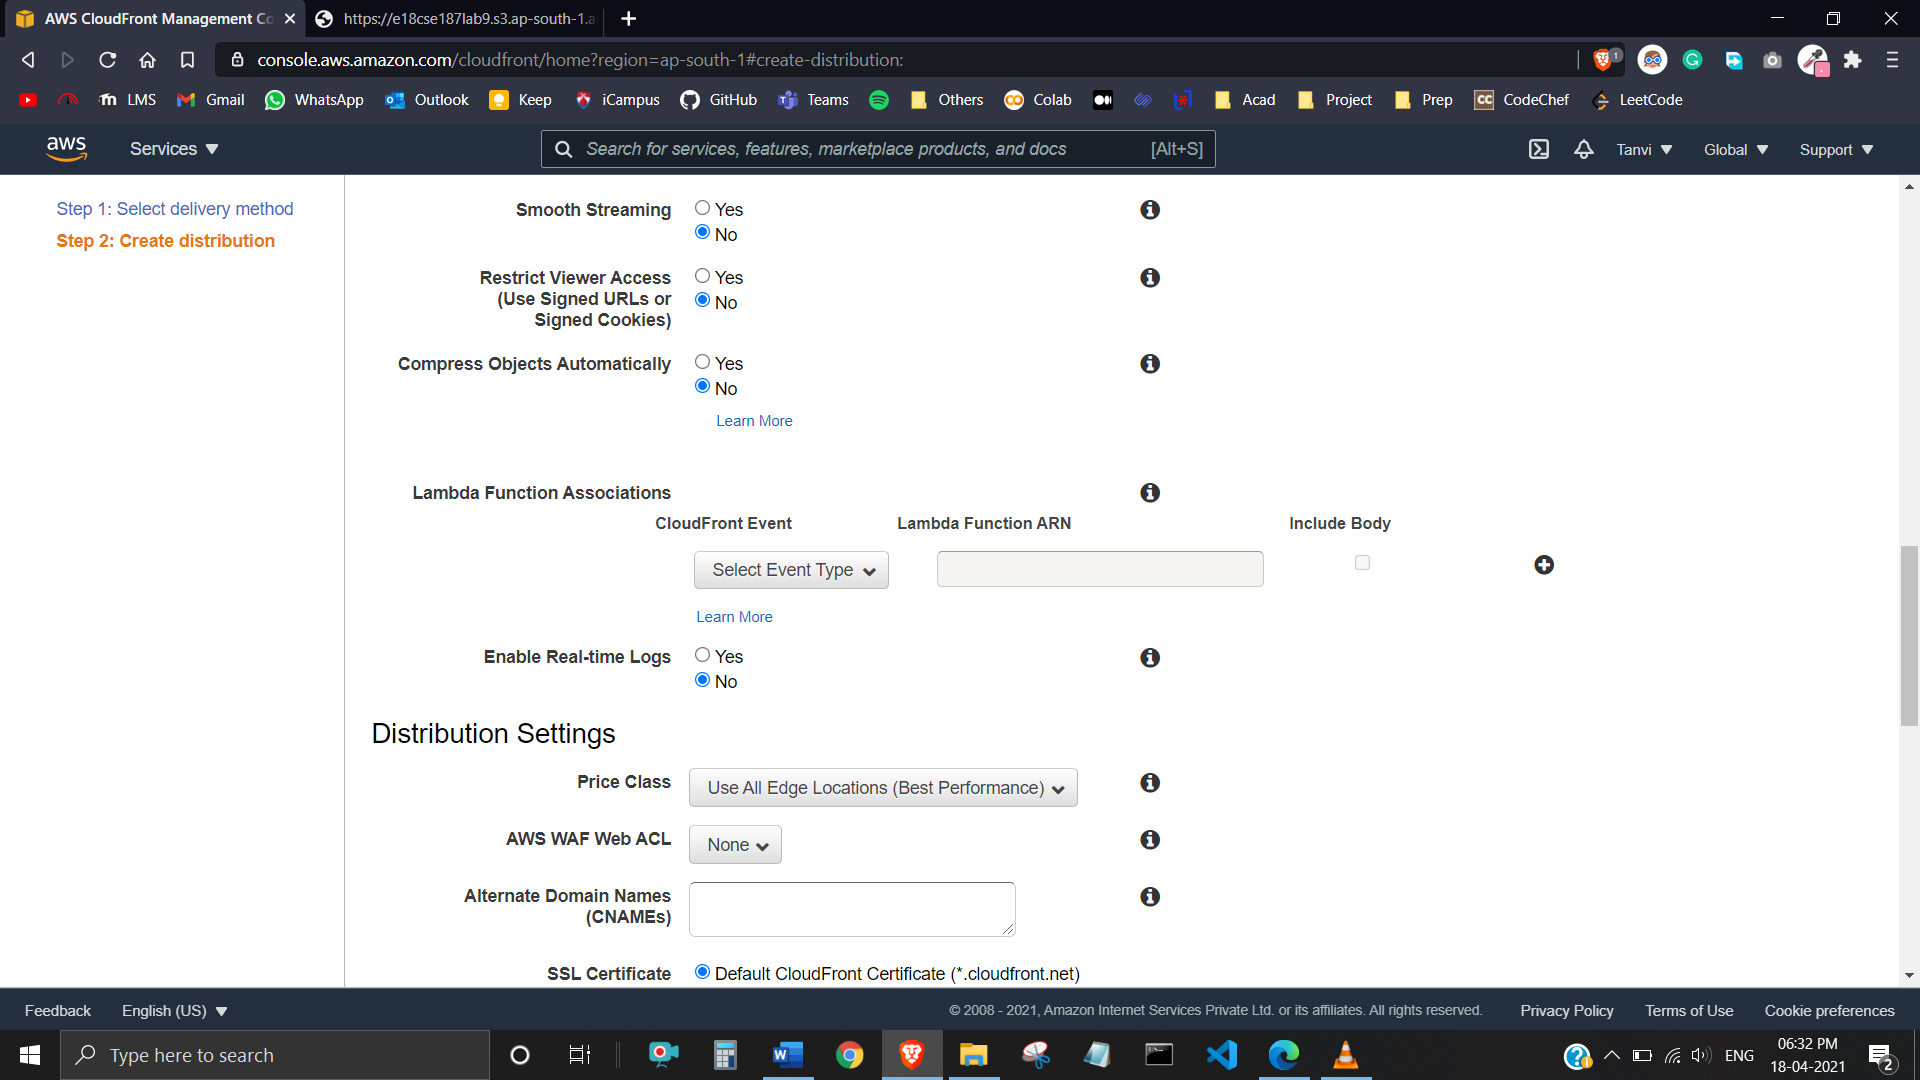 AWS CloudFront Management Co
https://e18cse187lab9.s3.ap-south-1.a
console.aws.amazon.com/cloudfront/home?region=ap-south-1#create-distribution:
1
LMS Gmail WhatsApp Outlook Keep iCampus GitHub Teams Others Colab Acad Project Prep CodeChef LeetCode
aws Services Search for services, features, marketplace products, and docs [Alt+S] Tanvi Global Support
Step 1: Select delivery method
Step 2: Create distribution
Smooth Streaming Yes
No
Restrict Viewer Access Yes
(Use Signed URLs or No
Signed Cookies)
Compress Objects Automatically Yes
No
Learn More
Lambda Function Associations
CloudFront Event Lambda Function ARN Include Body
Select Event Type
Learn More
Enable Real-time Logs Yes
No
Distribution Settings
Price Class Use All Edge Locations (Best Performance)
AWS WAF Web ACL None
Alternate Domain Names
(CNAMEs)
SSL Certificate Default CloudFront Certificate (*.cloudfront.net)
Feedback English (US) © 2008 - 2021, Amazon Internet Services Private Ltd. or its affiliates. All rights reserved. Privacy Policy Terms of Use Cookie preferences
Type here to search
ENG
06:32 PM
18-04-2021
2